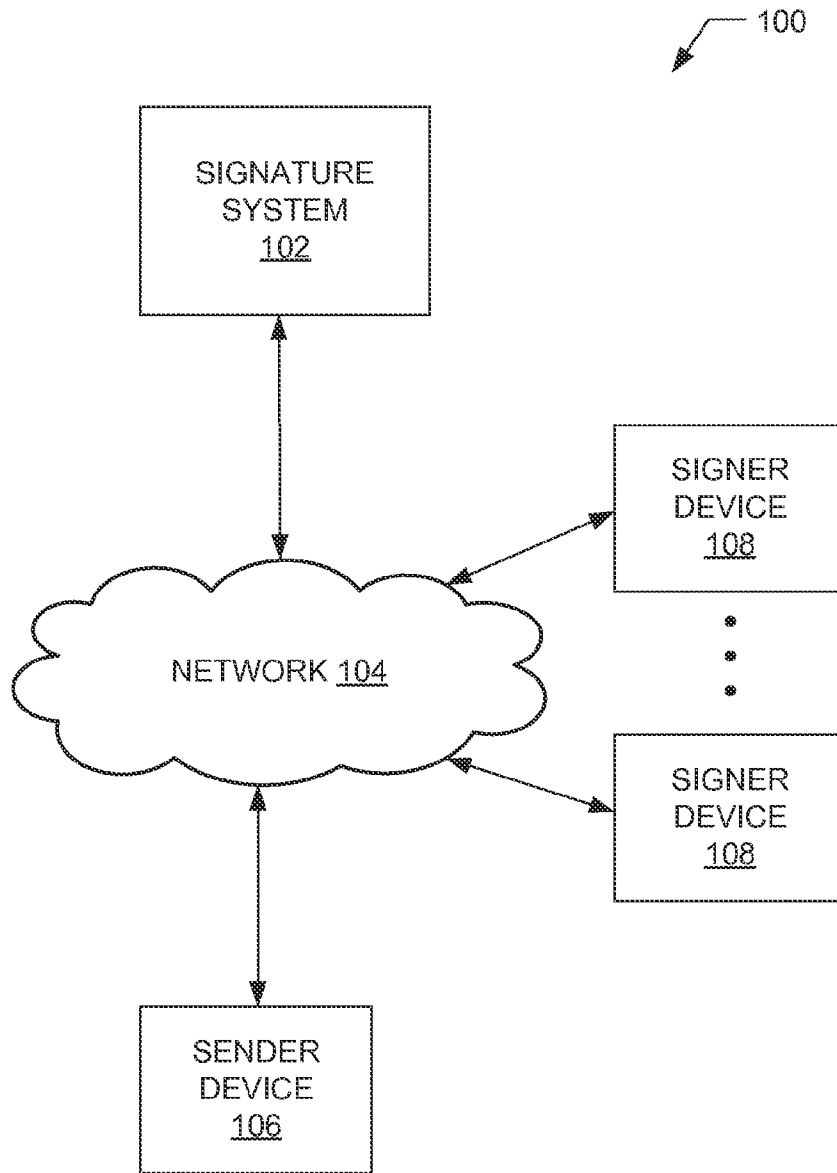 100
SIGNATURE
SYSTEM
102
SIGNER
DEVICE
108
NETWORK 104
SIGNER
DEVICE
108
SENDER
DEVICE
106